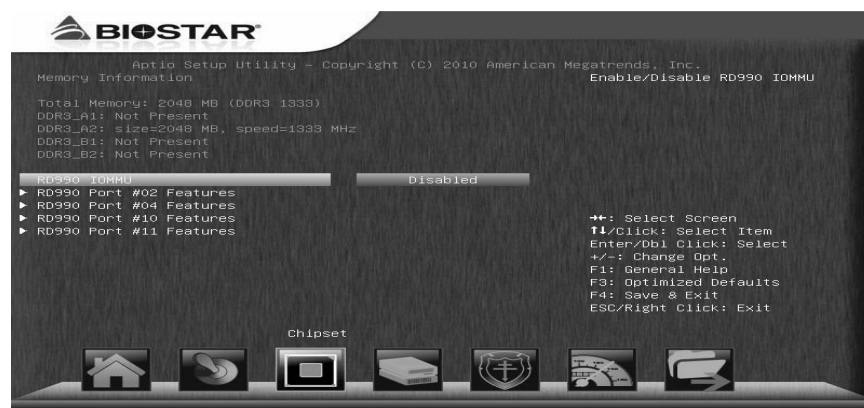 BIOSTAR®
Aptio Setup Utility - Copyright (C) 2010 American Megatrends, Inc.
Memory Information
Total Memory: 2048 MB (DDR3 1333)
DDR3_A1: Not Present
DDR3_A2: size=2048 MB, speed=1333 MHz
DDR3_B1: Not Present
DDR3_B2: Not Present
RD990 IOMMU Disabled
▶ RD990 Port #02 Features
▶ RD990 Port #04 Features
▶ RD990 Port #10 Features
▶ RD990 Port #11 Features
Enable/Disable RD990 IOMMU
→←: Select Screen
↑↓/Click: Select Item
Enter/Dbl Click: Select
+/-: Change Opt.
F1: General Help
F3: Optimized Defaults
F4: Save & Exit
ESC/Right Click: Exit
Chipset